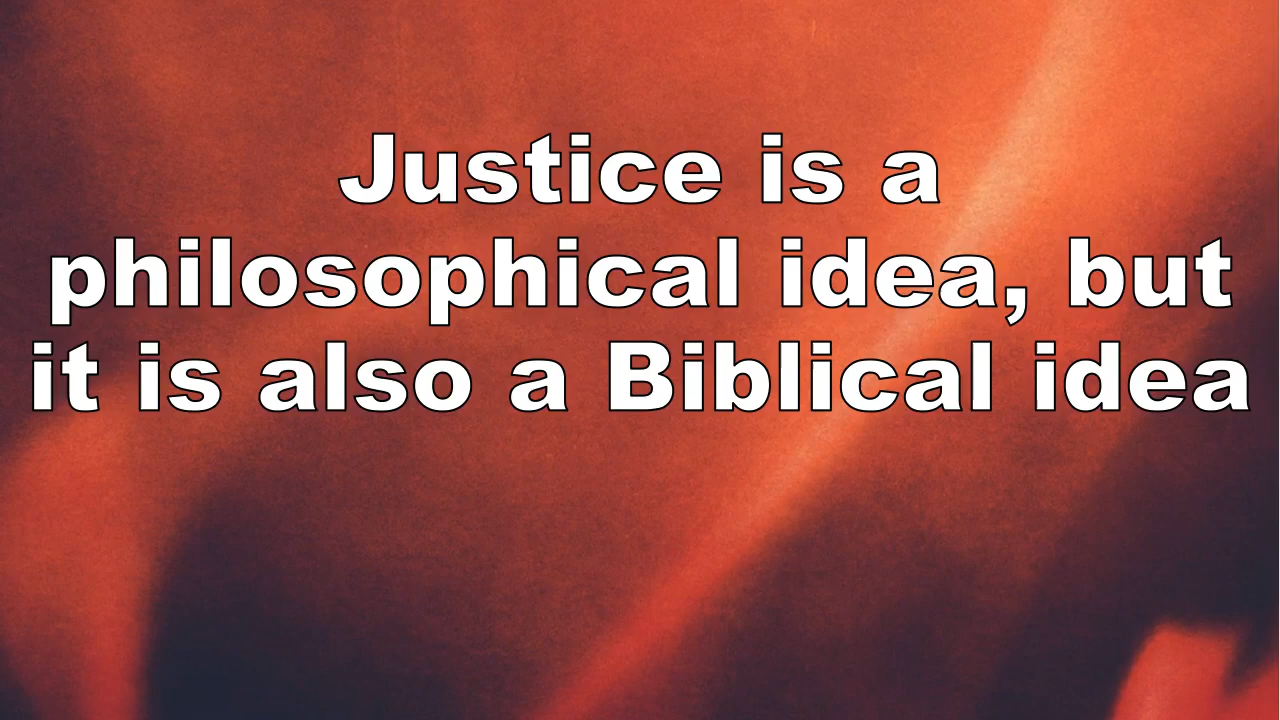 Justice is a
philosophical idea, but
it is also a Biblical idea